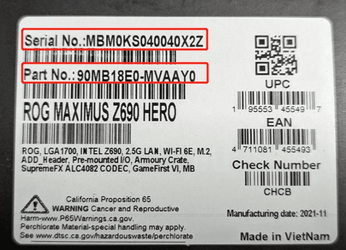 Serial No.:MBM0KS040040X2Z
Part No.:90MB18E0-MVAAY0
ROG MAXIMUS Z690 HERO
ROG, LGA1700, INTEL Z690, 2.5G LAN, WI-FI 6E, M.2,
ADD_Header, Pre-mounted I/O, Armoury Crate,
SupremeFX ALC4082 CODEC, GameFirst VI, MB
UPC
1 95553 45549 7
EAN
4 711081 455493
Check Number
CHCB
California Proposition 65
WARNING Cancer and Reproductive
Harm-www.P65Warnings.ca.gov.
Perchlorate Material-special handling may apply.
See www.dtsc.ca.gov/hazardouswaste/perchlorate
Manufacturing date: 2021-11
Made in Vietnam